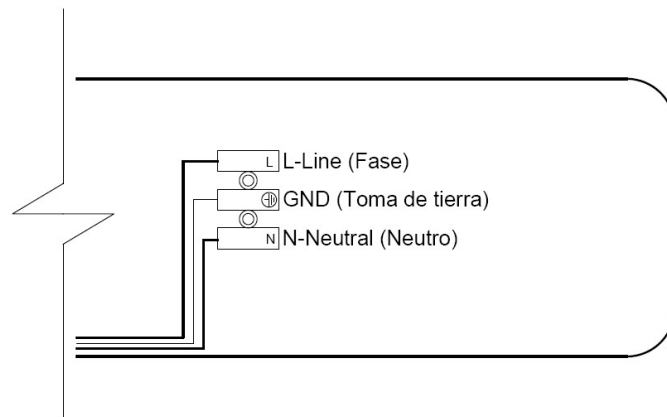 L L-Line (Fase)
GND (Toma de tierra)
N N-Neutral (Neutro)